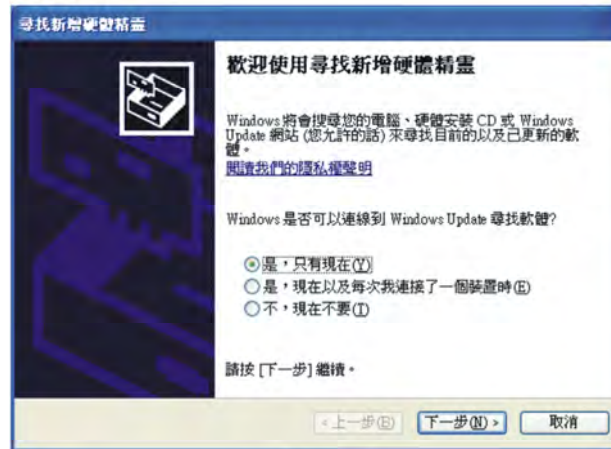 尋找新增硬體精靈
歡迎使用尋找新增硬體精靈
Windows 將會搜尋您的電腦、硬體安裝 CD 或 Windows
Update 網站 (您允許的話) 來尋找目前的以及已更新的軟
體。
閱讀我們的隱私權聲明
Windows 是否可以連線到 Windows Update 尋找軟體?
是，只有現在(Y)
是，現在以及每次我連接了一個裝置時(E)
不，現在不要(T)
請按 [下一步] 繼續。
<上一步(B) 下一步(N)> 取消